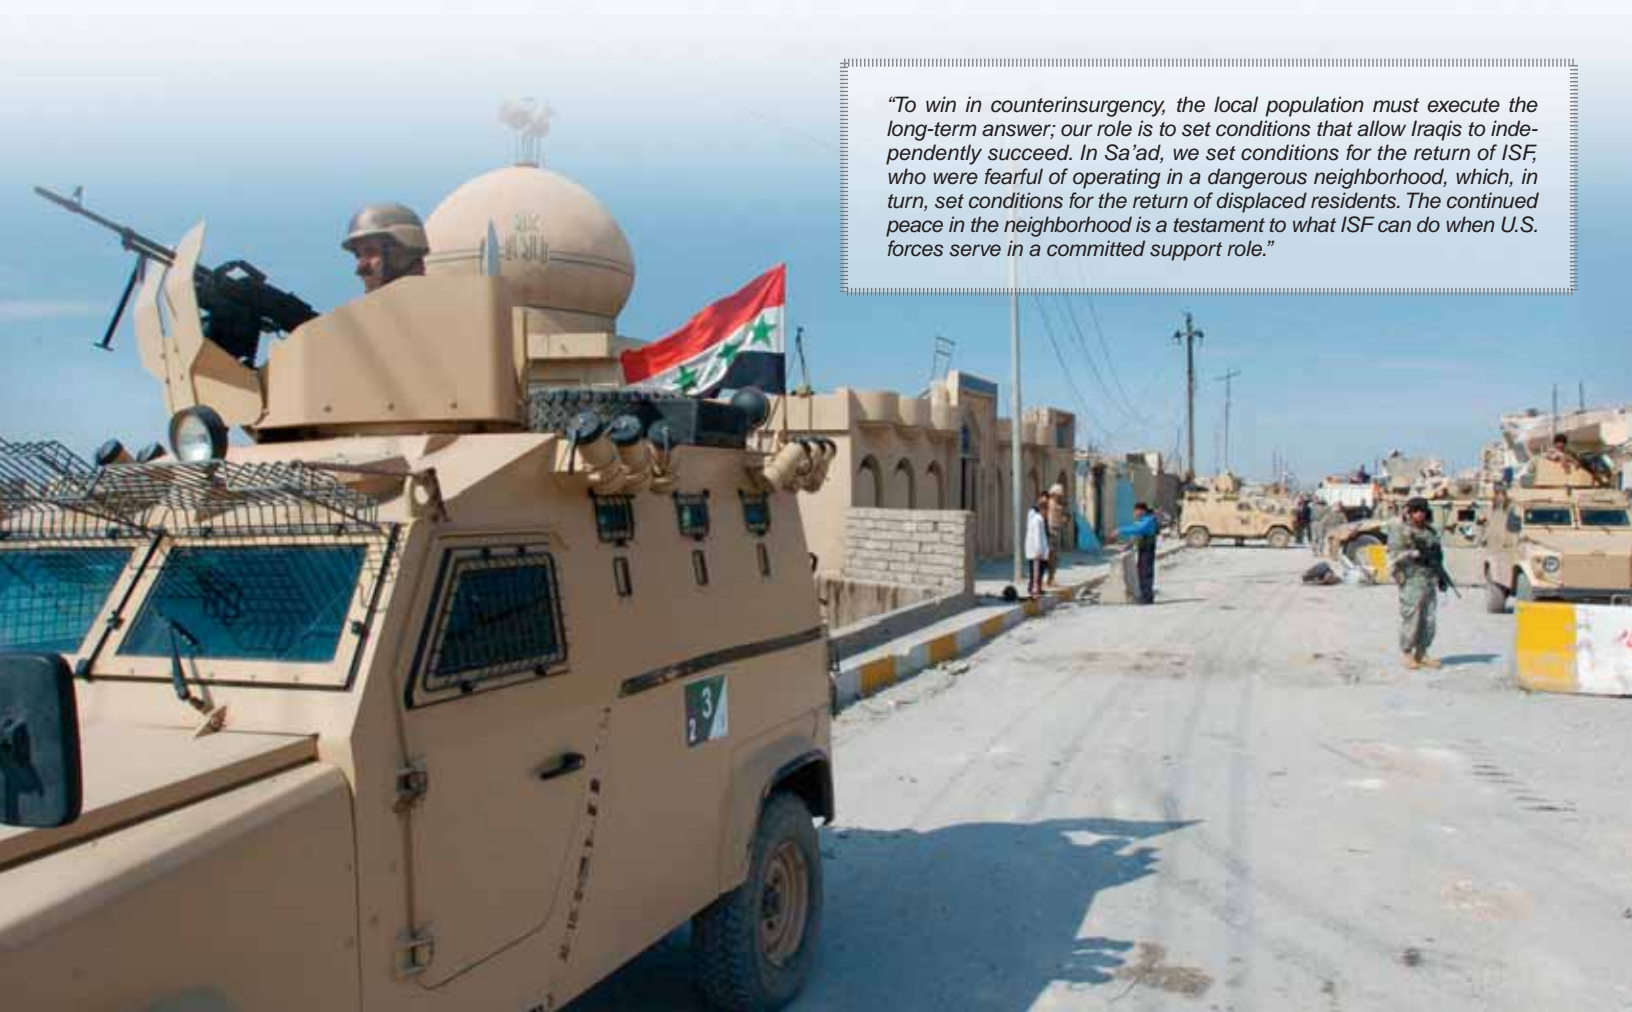 “To win in counterinsurgency, the local population must execute the
long-term answer; our role is to set conditions that allow Iraqis to inde-
pendently succeed. In Sa’ad, we set conditions for the return of ISF,
who were fearful of operating in a dangerous neighborhood, which, in
turn, set conditions for the return of displaced residents. The continued
peace in the neighborhood is a testament to what ISF can do when U.S.
forces serve in a committed support role.”
3
2